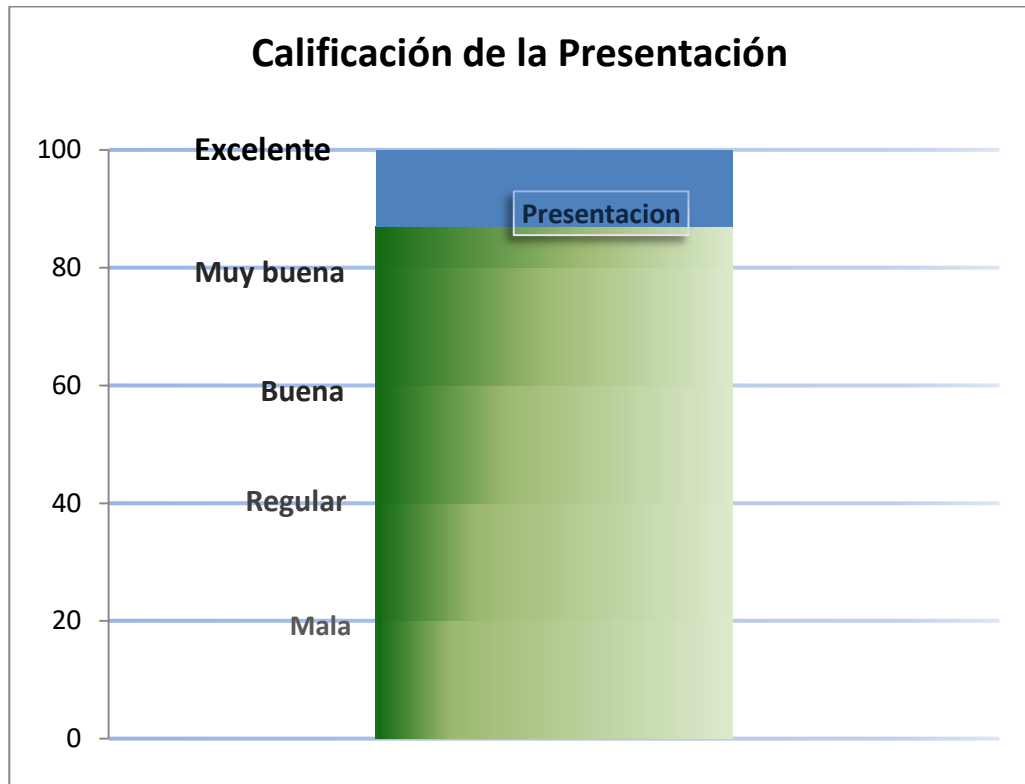 Calificación de la Presentación
100
Excelente
Presentacion
80
Muy buena
60
Buena
40
Regular
20
Mala
0